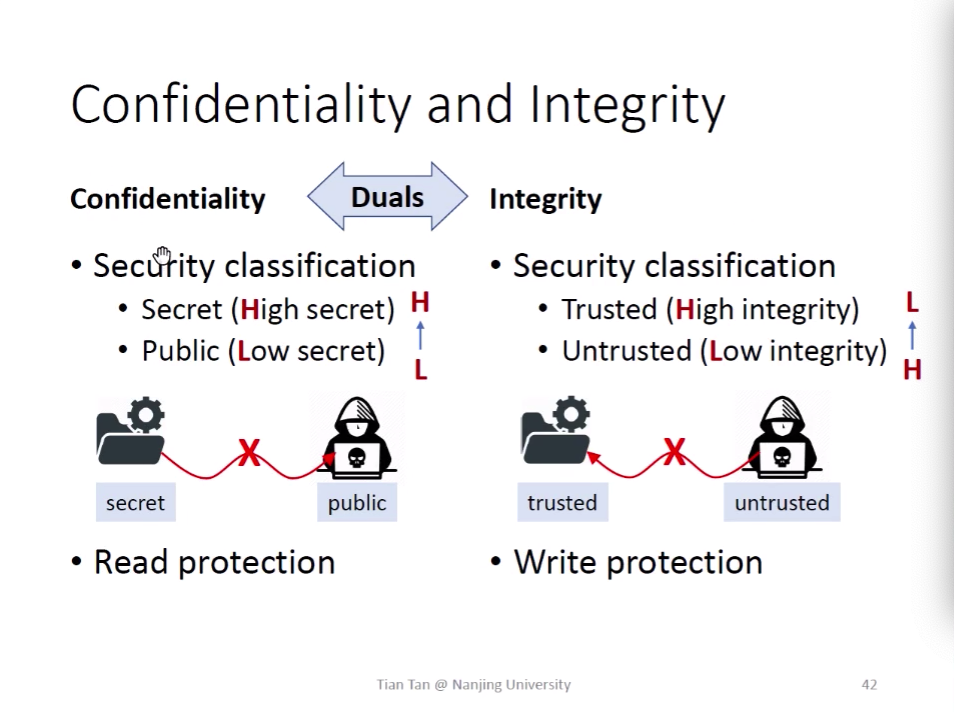 Confidentiality and Integrity
Confidentiality
Duals
Integrity
• Security classification
• Secret (High secret)
• Public (Low secret)
H
L
X
secret
public
• Read protection
• Security classification
• Trusted (High integrity)
• Untrusted (Low integrity)
L
H
X
trusted
untrusted
• Write protection
Tian Tan @ Nanjing University
42